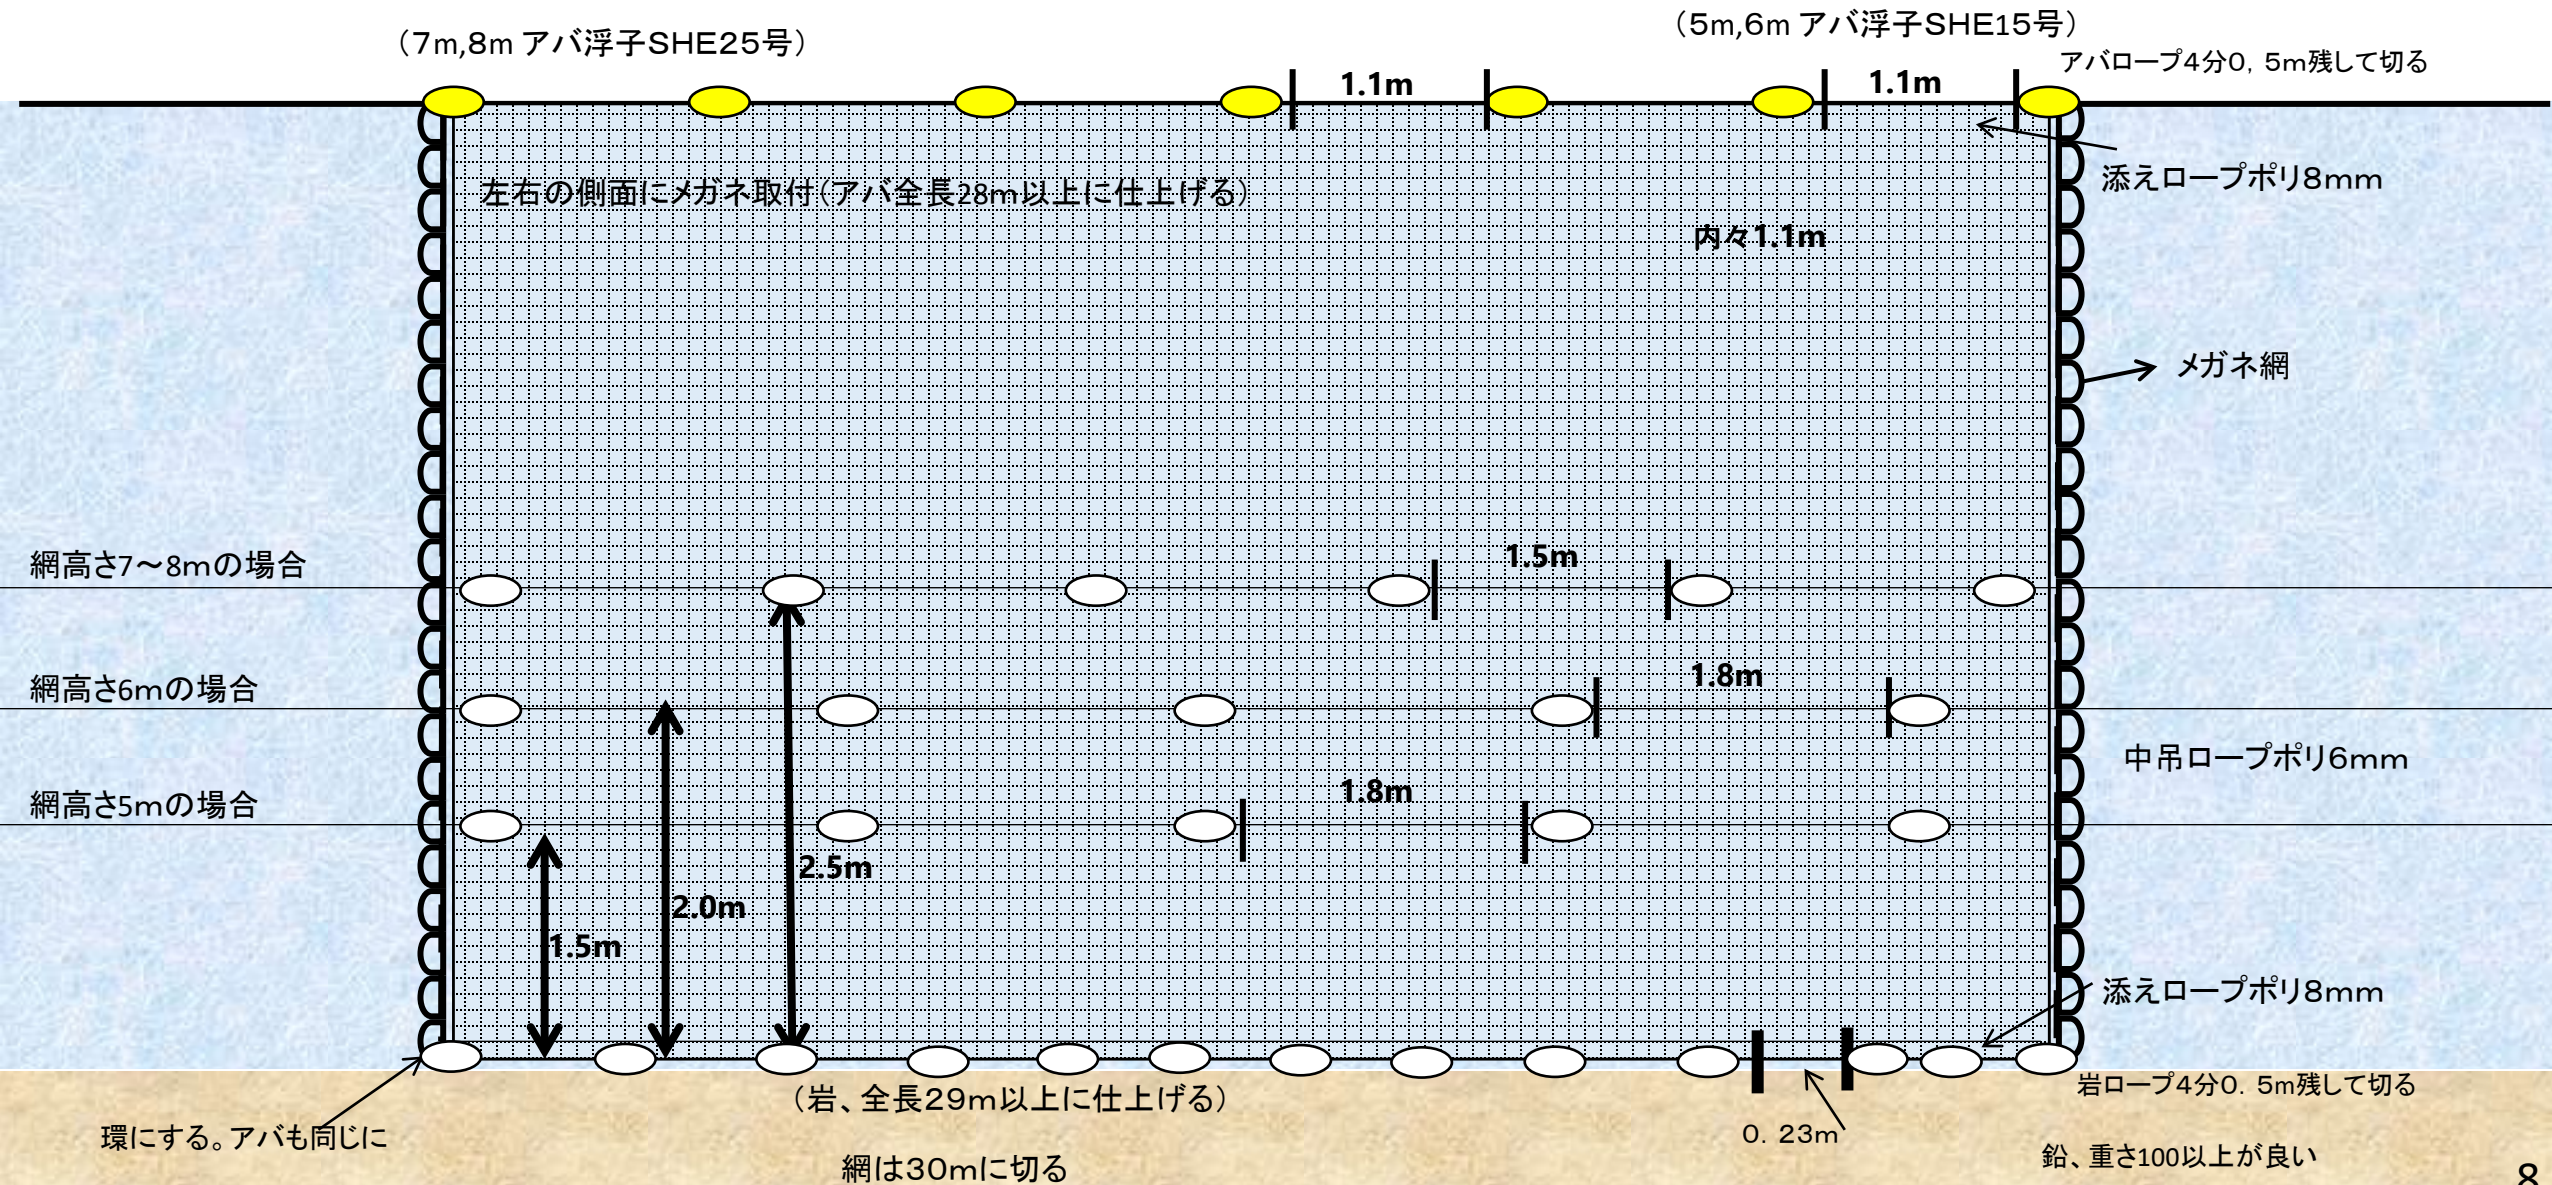 （7m,8m アバ浮子SHE25号）
（5m,6m アバ浮子SHE15号）
アバロープ4分0，5m残して切る
1.1m
1.1m
添えロープポリ8mm
左右の側面にメガネ取付（アバ全長28m以上に仕上げる）
内々1.1m
メガネ網
網高さ7～8mの場合
1.5m
網高さ6mの場合
1.8m
中吊ロープポリ6mm
網高さ5mの場合
1.8m
2.5m
2.0m
1.5m
添えロープポリ8mm
（岩、全長29m以上に仕上げる）
岩ロープ4分0．5m残して切る
環にする。アバも同じに
0．23m
網は30mに切る
鉛、重さ100以上が良い
8